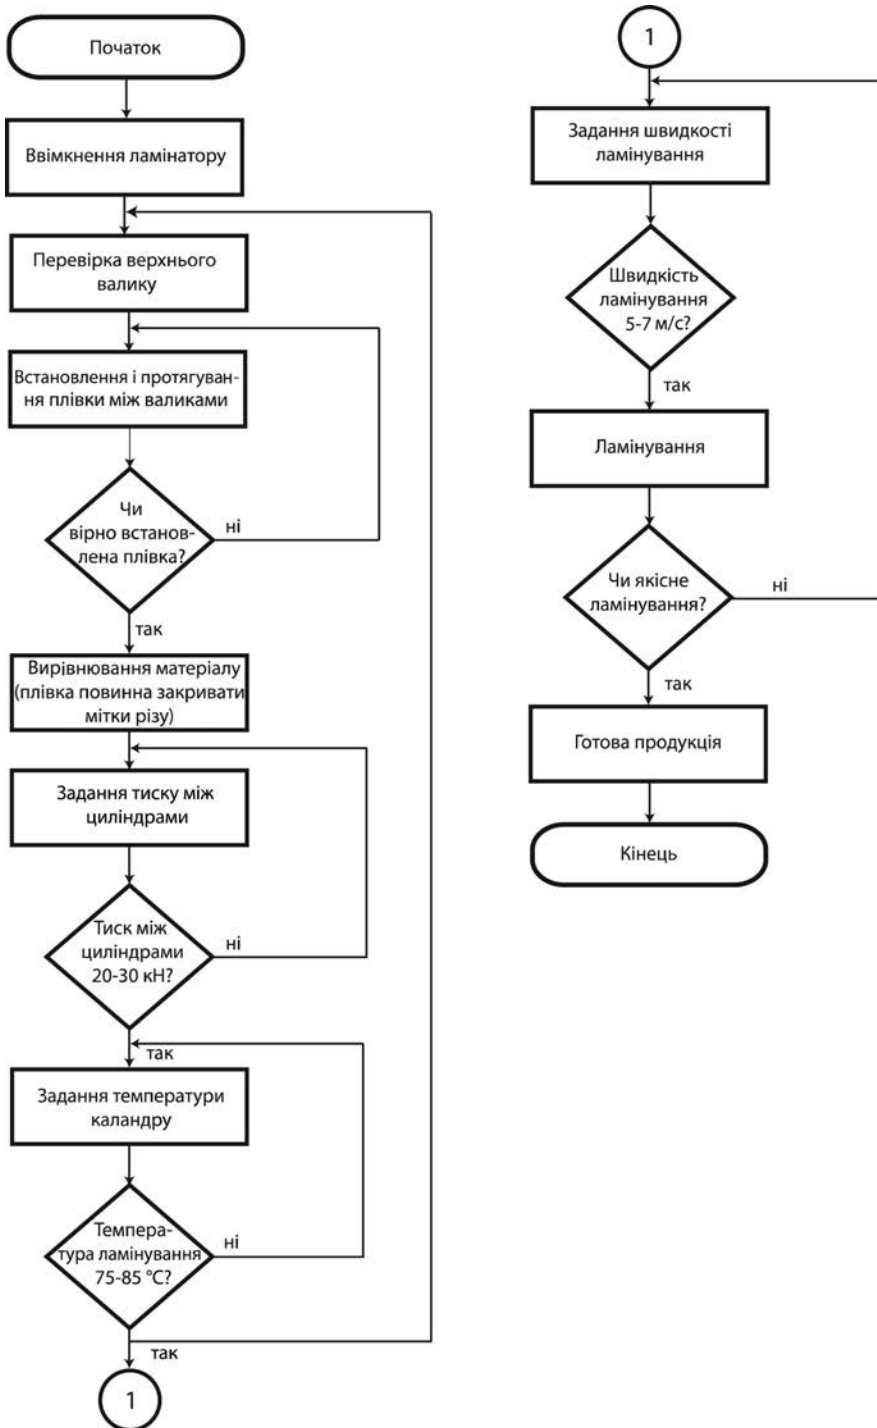 Початок
Ввімкнення ламінатору
Перевірка верхнього
валику
Встановлення і протягуван-
ня плівки між валиками
Чи
вірно встанов-
лена плівка?
ні
так
Вирівнювання матеріалу
(плівка повинна закривати
мітки різу)
Задання тиску між
циліндрами
Тиск між
циліндрами
20-30 кН?
ні
так
Задання температури
каландру
Темпера-
тура ламінування
75-85 °C?
ні
так
1
1
Задання швидкості
ламінування
Швидкість
ламінування
5-7 м/с?
так
Ламінування
Чи якісне
ламінування?
ні
так
Готова продукція
Кінець